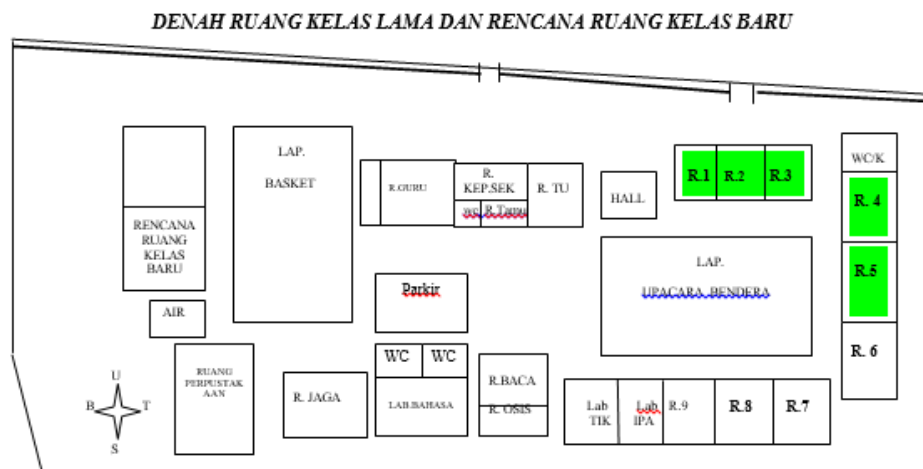 DENAH RUANG KELAS LAMA DAN RENCANA RUANG KELAS BARU
LAP.
BASKET
R.GURU
R.
KEP.SEK
wc
R.Tamu
R. TU
HALL
R.1
R.2
R.3
WC/K
R. 4
R.5
R. 6
RENCANA
RUANG
KELAS
BARU
LAP.
UPACARA BENDERA
Parkir
AIR
RUANG
PERPUSTAK
AAN
R. JAGA
WC
WC
LAB.BAHASA
R.BACA
R. OSIS
Lab
TIK
Lab
IPA
R.9
R.8
R.7
U
B
T
S